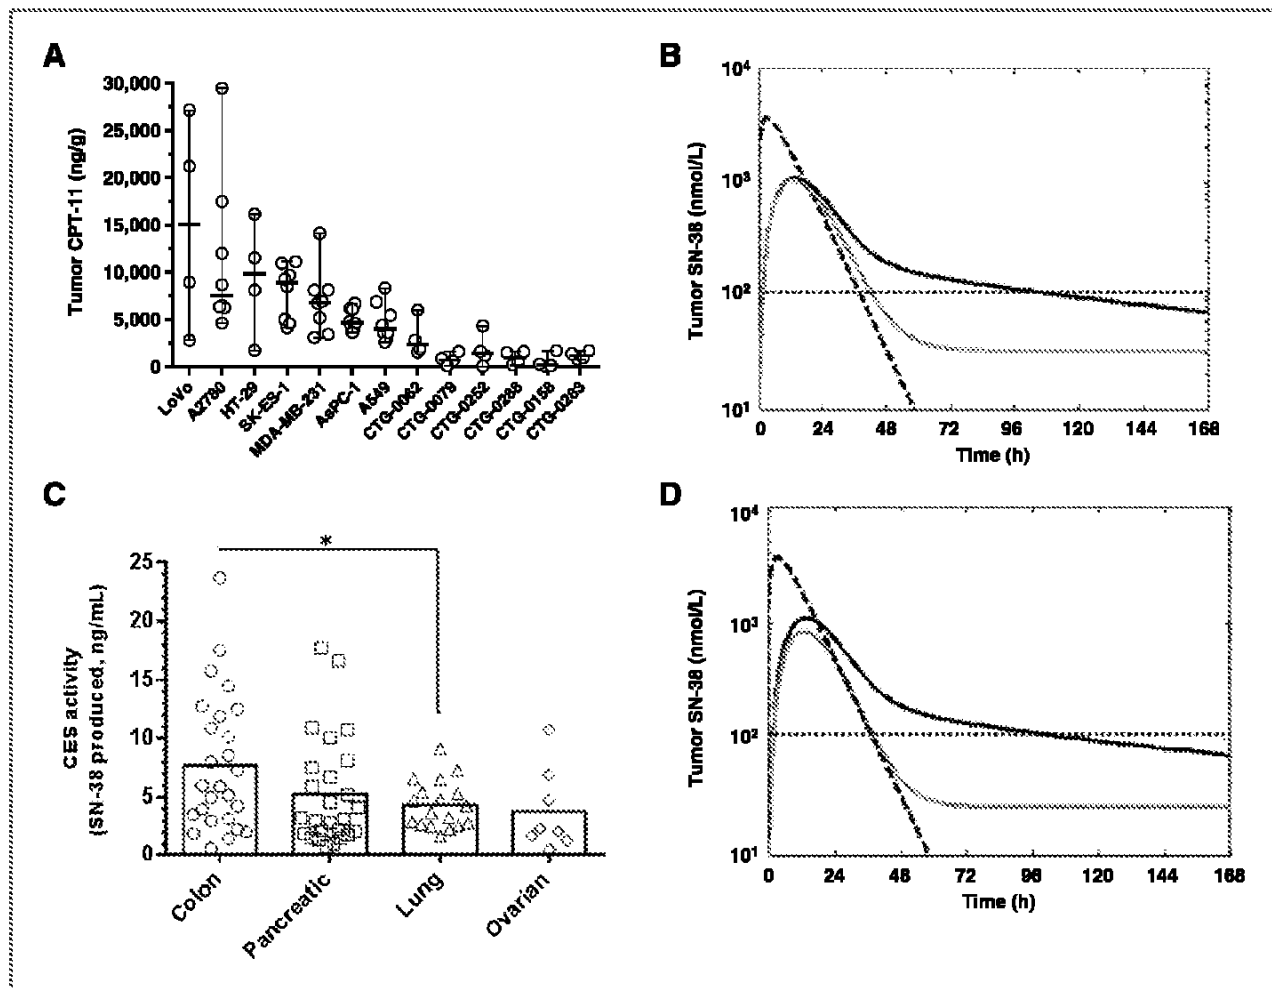 A
Tumor CPT-11 (ng/g)
30,000
25,000
20,000
15,000
10,000
5,000
0
LoVo
A2780
HT-29
SK-ES-1
MDA-MB-231
AsPC-1
A549
CTG-0062
CTG-0079
CTG-0252
CTG-0288
CTG-0158
CTG-0283
B
Tumor SN-38 (nmol/L)
10⁴
10³
10²
10¹
0 24 48 72 96 120 144 168
Time (h)
C
CES activity
(SN-38 produced, ng/mL)
25
20
15
10
5
0
*
Colon
Pancreatic
Lung
Ovarian
D
Tumor SN-38 (nmol/L)
10⁴
10³
10²
10¹
0 24 48 72 96 120 144 168
Time (h)